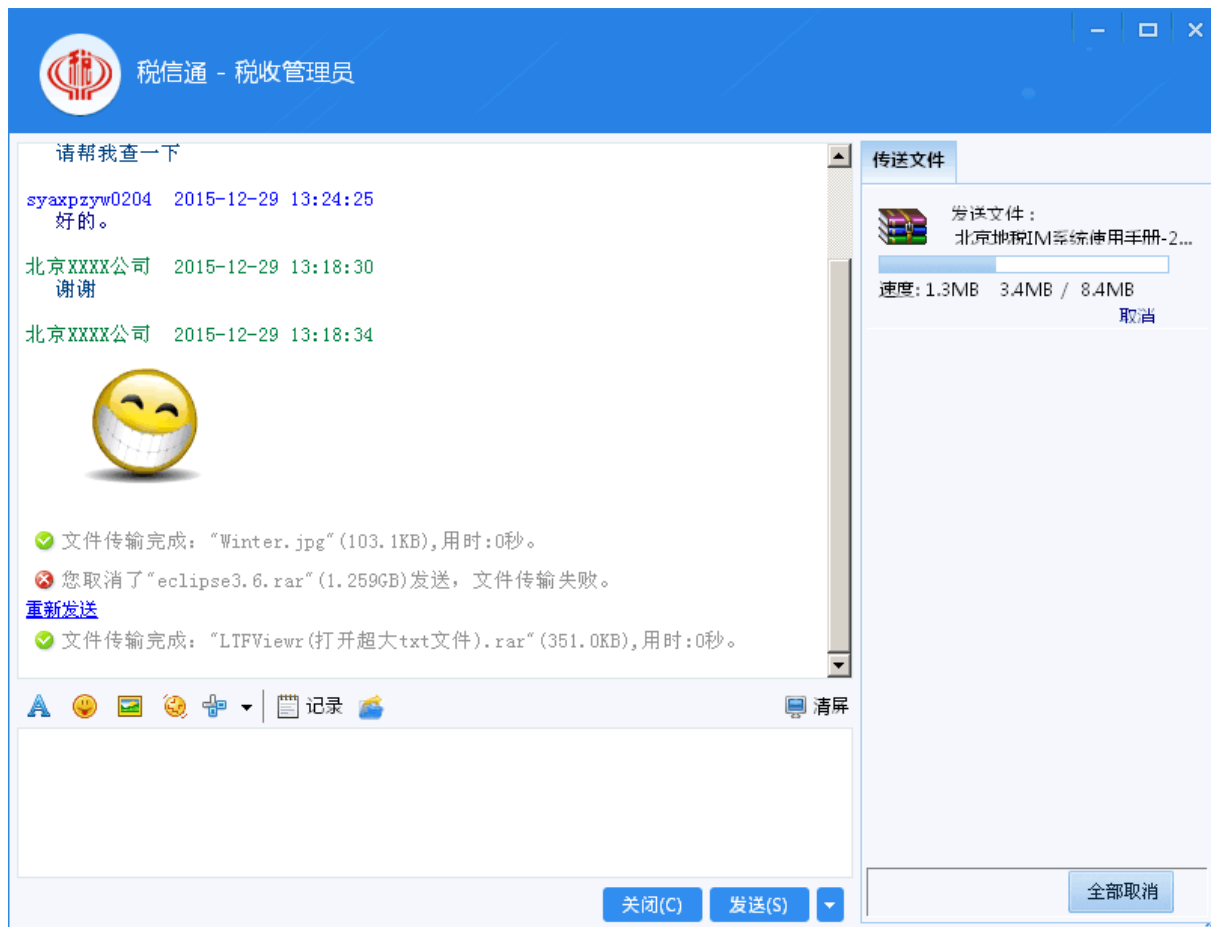 税信通 - 税收管理员
请帮我查一下
syaxpzyw0204 2015-12-29 13:24:25
好的。
北京XXXX公司 2015-12-29 13:18:30
谢谢
北京XXXX公司 2015-12-29 13:18:34
文件传输完成: "Winter.jpg"(103.1KB),用时:0秒。
您取消了"eclipse3.6.rar"(1.259GB)发送, 文件传输失败。
重新发送
文件传输完成: "LTFViewr(打开超大txt文件).rar"(351.0KB),用时:0秒。
记录
清屏
关闭(C)
发送(S)
传送文件
发送文件:
北京地税IM系统使用手册-2...
速度: 1.3MB 3.4MB / 8.4MB
取消
全部取消